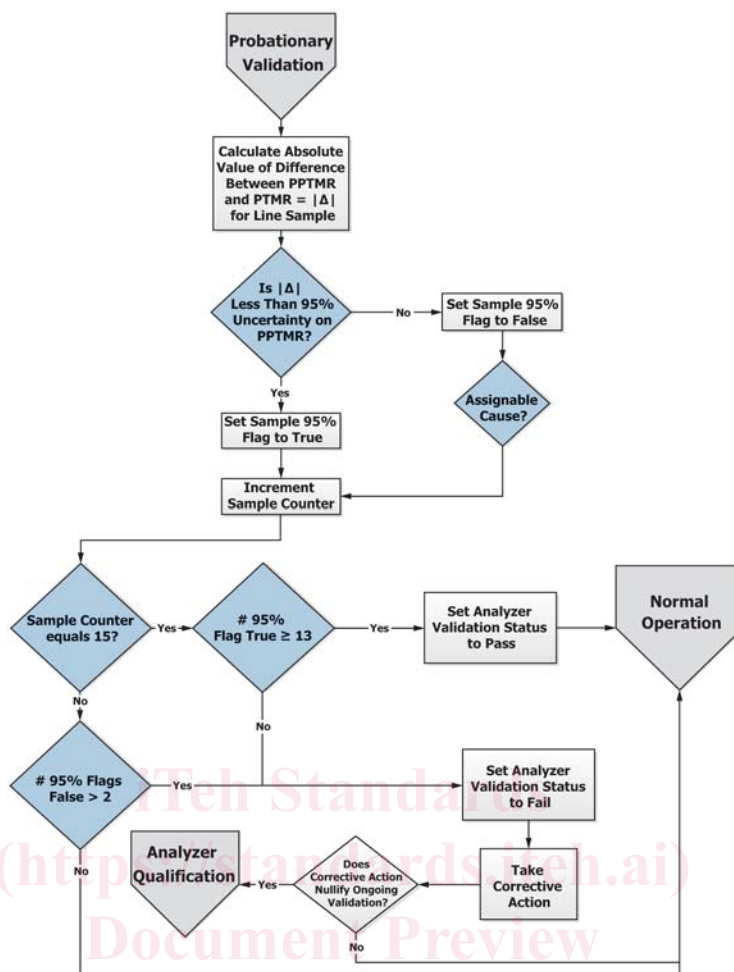 Probationary
Validation
Calculate Absolute
Value of Difference
Between PPTMR
and PTMR = |Δ|
for Line Sample
Is |Δ|
Less Than 95%
Uncertainty on
PPTMR?
No
Set Sample 95%
Flag to False
Yes
Assignable
Cause?
Set Sample 95%
Flag to True
Increment
Sample Counter
Sample Counter
equals 15?
Yes
# 95%
Flag True ≥ 13
Yes
Set Analyzer
Validation Status
to Pass
Normal
Operation
No
No
# 95% Flags
False > 2
Yes
Set Analyzer
Validation Status
to Fail
iTeh Standards
(https://standards.iteh.ai)
Document Preview
No
Analyzer
Qualification
Yes
Does
Corrective Action
Nullify Ongoing
Validation?
Take
Corrective
Action
No